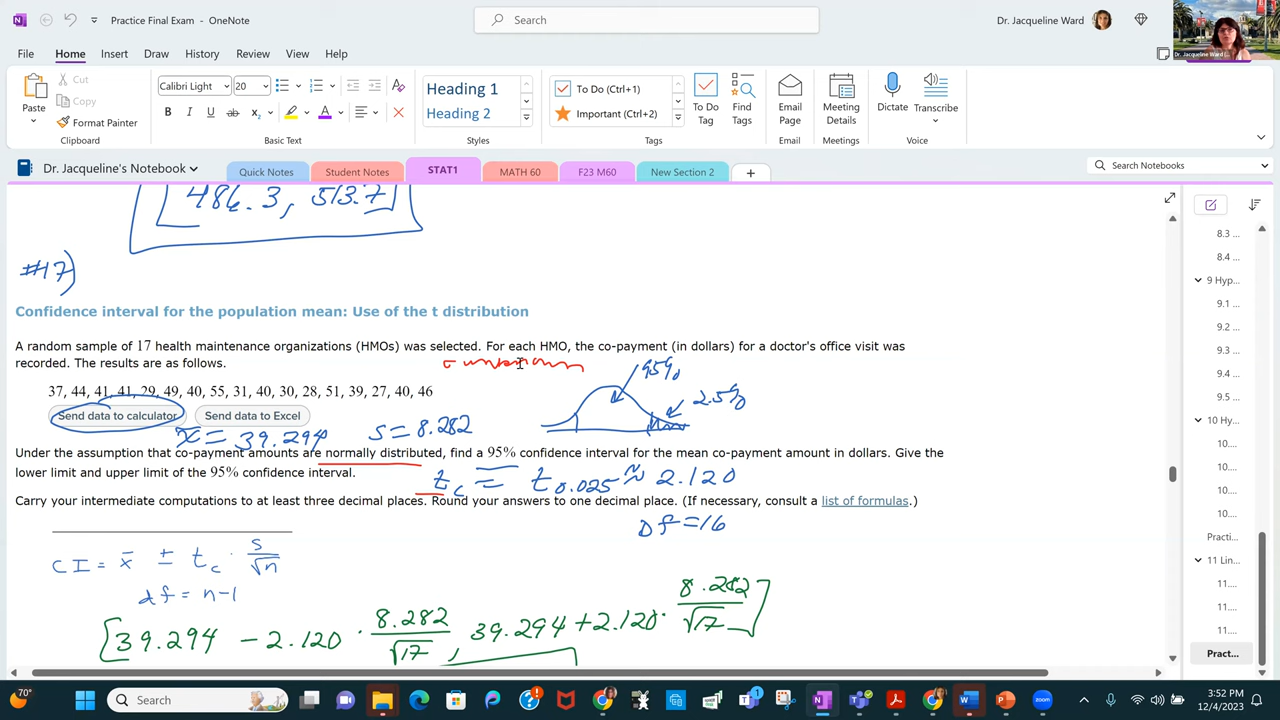 Practice Final Exam - OneNote
Search
Dr. Jacqueline Ward
File Home Insert Draw History Review View Help
Paste
Cut
Copy
Format Painter
Clipboard
Calibri Light 20
B I U ab x₂ A
Basic Text
Heading 1
Heading 2
Styles
To Do (Ctrl+1)
Important (Ctrl+2)
To Do Tag
Find Tags
Tags
Email Page
Email
Meeting Details
Meetings
Dictate
Transcribe
Voice
Dr. Jacqueline's Notebook
Quick Notes
Student Notes
STAT1
MATH 60
F23 M60
New Section 2
+
Search Notebooks
486.3, 513.7
#17)
Confidence interval for the population mean: Use of the t distribution
A random sample of 17 health maintenance organizations (HMOs) was selected. For each HMO, the co-payment (in dollars) for a doctor's office visit was
recorded. The results are as follows.
σ unknown
95%
37, 44, 41, 41, 29, 49, 40, 55, 31, 40, 30, 28, 51, 39, 27, 40, 46
2.5%
Send data to calculator
Send data to Excel
x̄ = 39.294 s = 8.282
Under the assumption that co-payment amounts are normally distributed, find a 95% confidence interval for the mean co-payment amount in dollars. Give the
lower limit and upper limit of the 95% confidence interval.
t_c = t_0.025 ≈ 2.120
Carry your intermediate computations to at least three decimal places. Round your answers to one decimal place. (If necessary, consult a list of formulas.)
Df = 16
CI = x̄ ± t_c · s/√n
df = n-1
[39.294 - 2.120 · 8.282/√17, 39.294 + 2.120 · 8.282/√17]
8.3 ...
8.4 ...
9 Hyp...
9.1 ...
9.2 ...
9.3 ...
9.4 ...
9.5 ...
10 Hy...
10....
10....
10....
10....
Practi...
11 Lin...
11....
11....
11....
Pract...
70°
Search
3:52 PM
12/4/2023